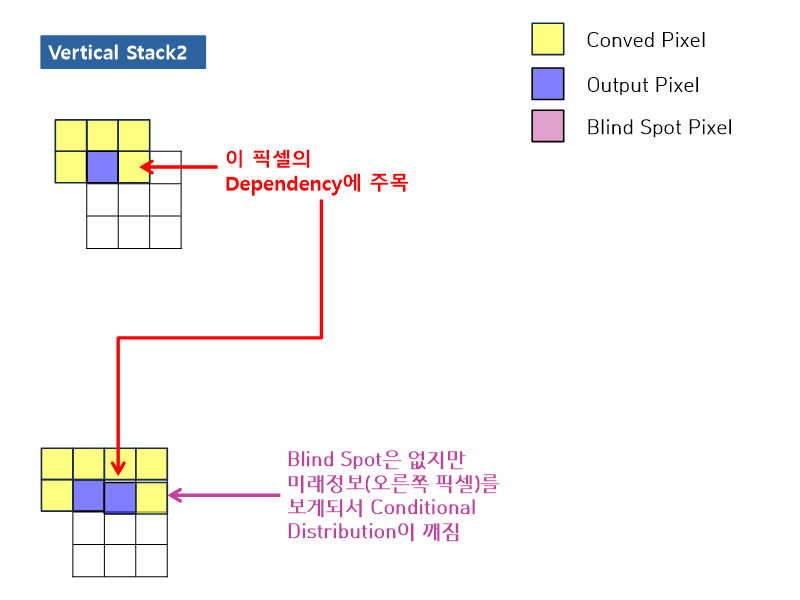 Vertical Stack2
Conved Pixel
Output Pixel
Blind Spot Pixel
이 픽셀의
Dependency에 주목
Blind Spot은 없지만
미래정보(오른쪽 픽셀)를
보게되서 Conditional
Distribution이 깨짐